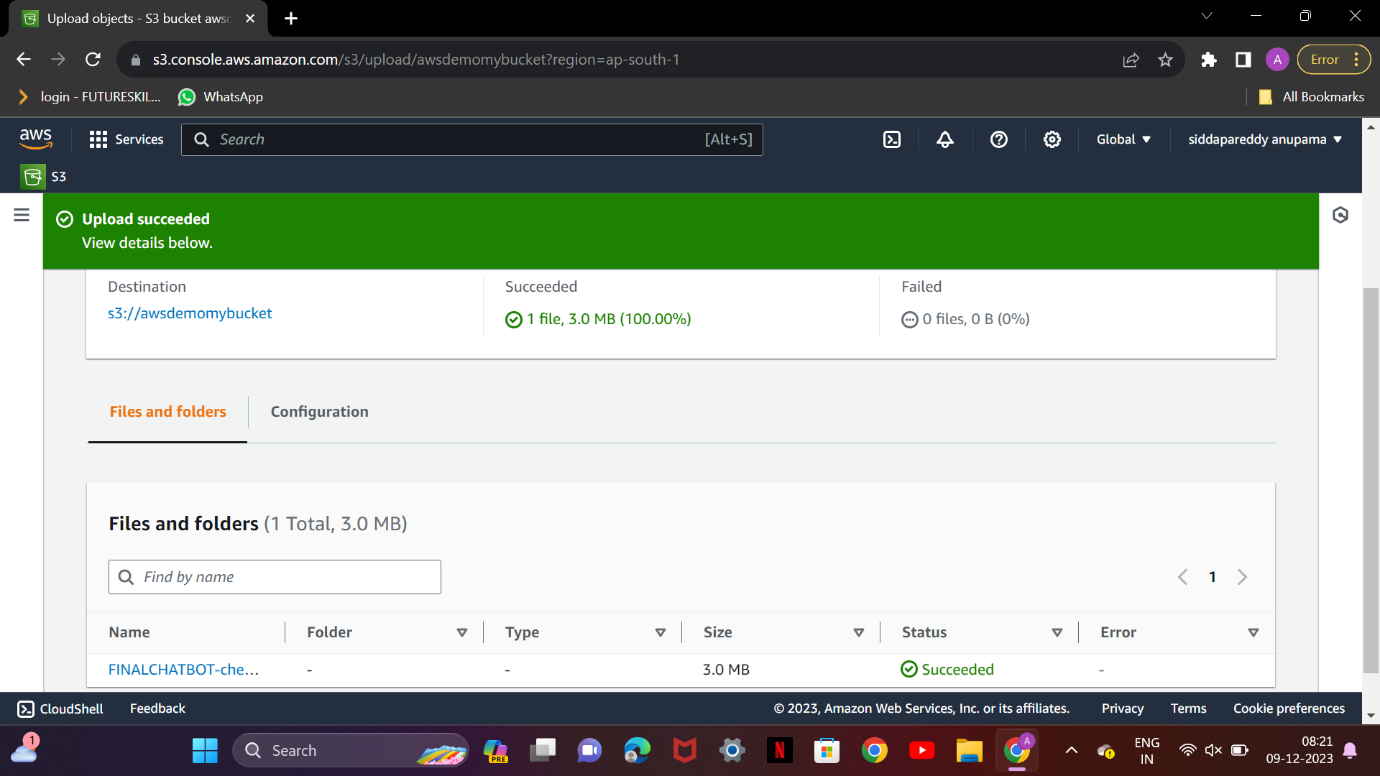 Upload objects - S3 bucket awsc
s3.console.aws.amazon.com/s3/upload/awsdemomybucket?region=ap-south-1
A
Error
login - FUTURESKIL...
WhatsApp
All Bookmarks
aws
Services
Search
[Alt+S]
Global
siddapareddy anupama
S3
Upload succeeded
View details below.
Destination
Succeeded
Failed
s3://awsdemomybucket
1 file, 3.0 MB (100.00%)
0 files, 0 B (0%)
Files and folders
Configuration
Files and folders (1 Total, 3.0 MB)
Find by name
1
Name
Folder
Type
Size
Status
Error
FINALCHATBOT-che...
-
-
3.0 MB
Succeeded
-
CloudShell
Feedback
© 2023, Amazon Web Services, Inc. or its affiliates.
Privacy
Terms
Cookie preferences
1
Search
PRE
N
A
ENG
IN
08:21
09-12-2023